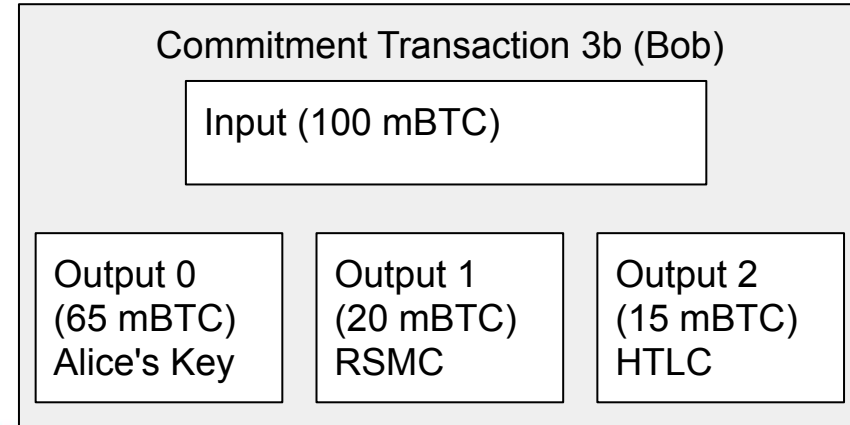 Commitment Transaction 3b (Bob)
Input (100 mBTC)
Output 0
(65 mBTC)
Alice's Key
Output 1
(20 mBTC)
RSMC
Output 2
(15 mBTC)
HTLC